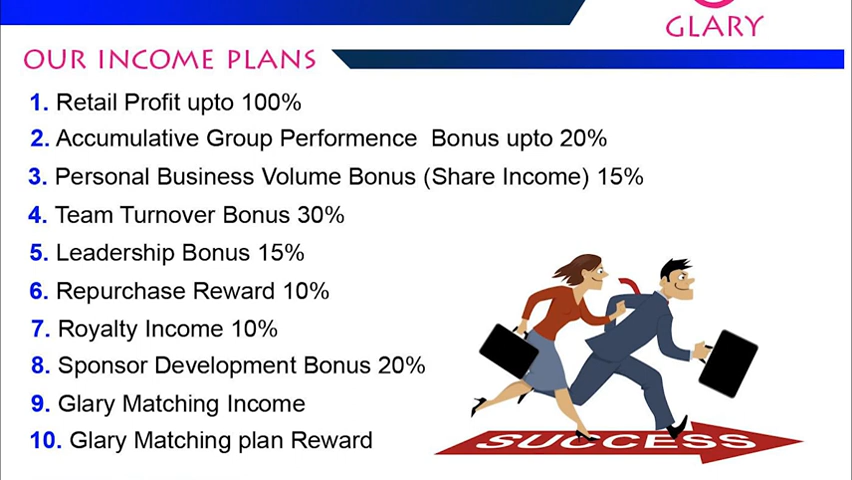 GLARY
OUR INCOME PLANS
1. Retail Profit upto 100%
2. Accumulative Group Performence Bonus upto 20%
3. Personal Business Volume Bonus (Share Income) 15%
4. Team Turnover Bonus 30%
5. Leadership Bonus 15%
6. Repurchase Reward 10%
7. Royalty Income 10%
8. Sponsor Development Bonus 20%
9. Glary Matching Income
10. Glary Matching plan Reward
SUCCESS